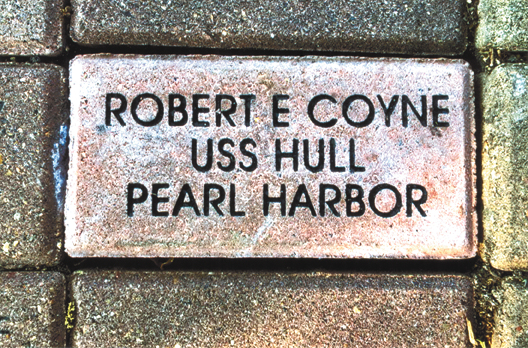 ROBERT E COYNE
USS HULL
PEARL HARBOR